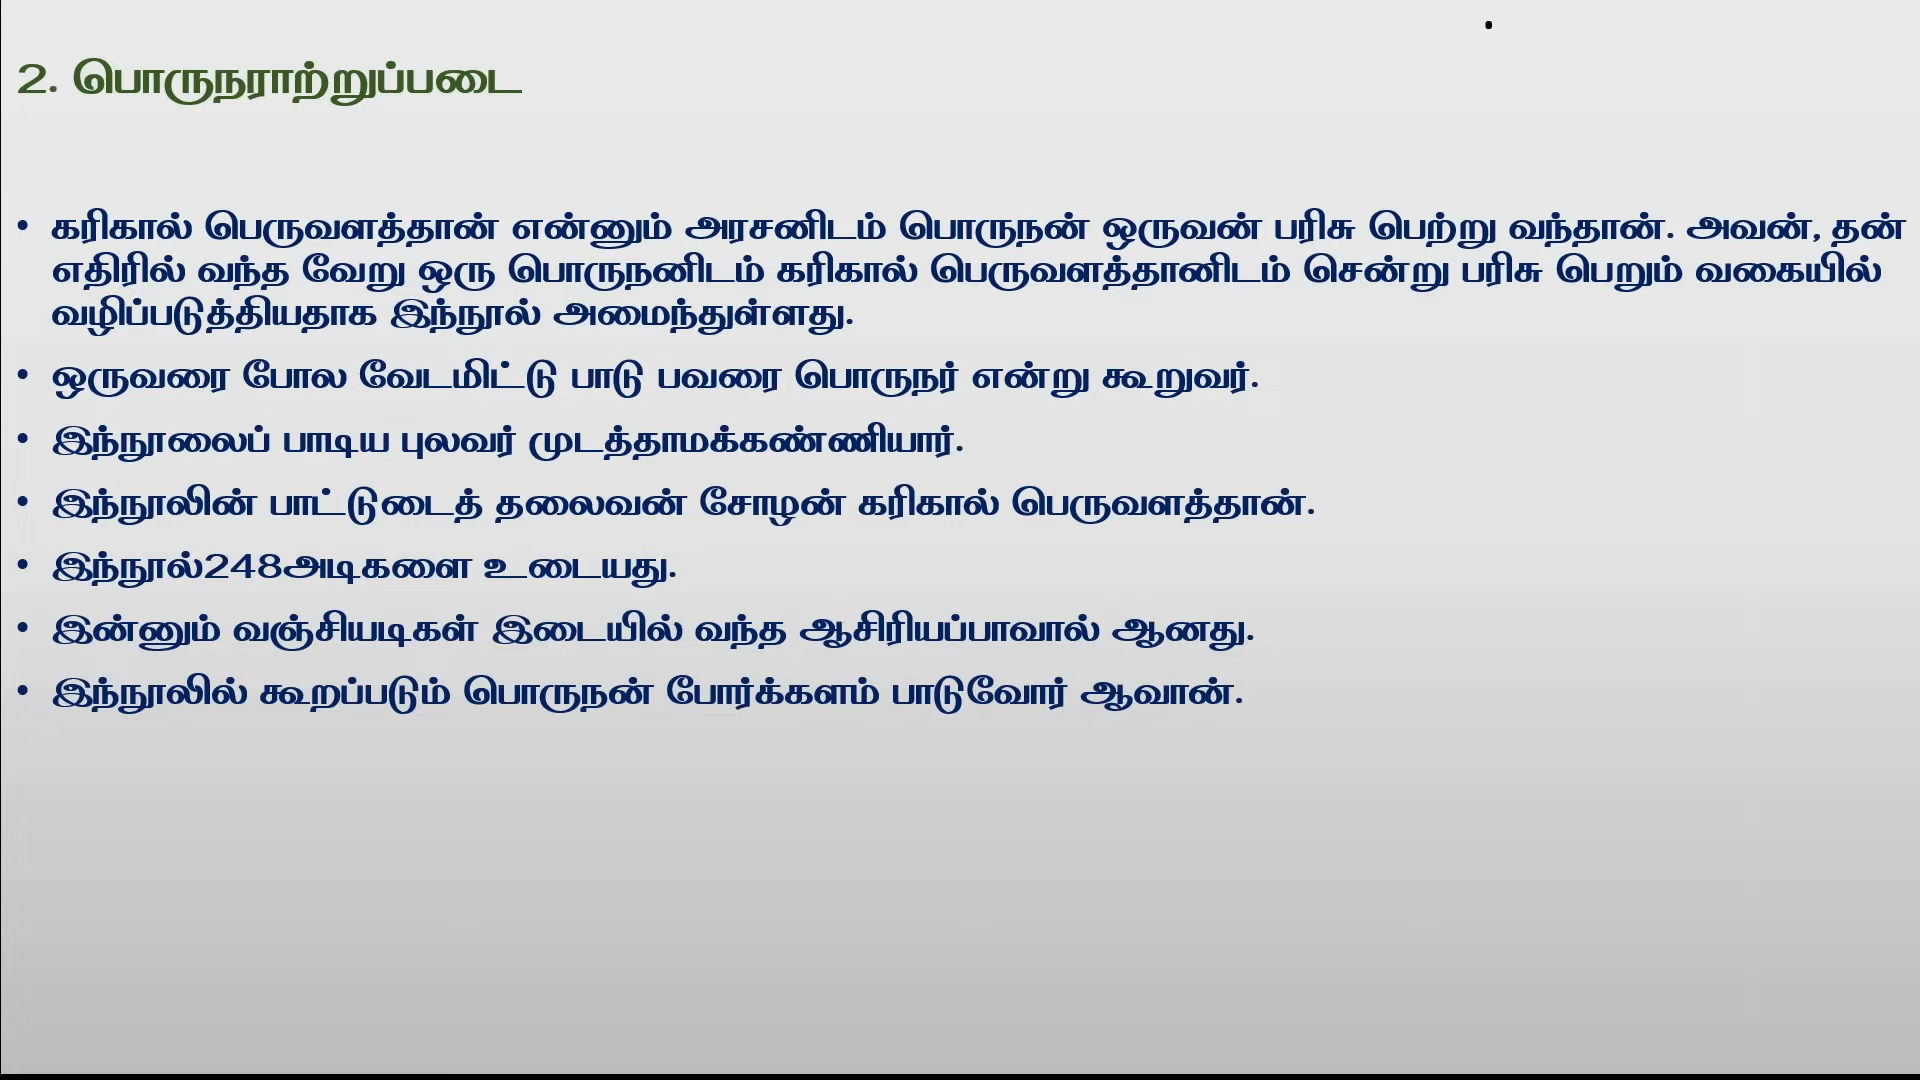 2. பொருநராற்றுப்படை
• கரிகால் பெருவளத்தான் என்னும் அரசனிடம் பொருநன் ஒருவன் பரிசு பெற்று வந்தான். அவன், தன்
எதிரில் வந்த வேறு ஒரு பொருநனிடம் கரிகால் பெருவளத்தானிடம் சென்று பரிசு பெறும் வகையில்
வழிப்படுத்தியதாக இந்நூல் அமைந்துள்ளது.
• ஒருவரை போல வேடமிட்டு பாடு பவரை பொருநர் என்று கூறுவர்.
• இந்நூலைப் பாடிய புலவர் முடத்தாமக்கண்ணியார்.
• இந்நூலின் பாட்டுடைத் தலைவன் சோழன் கரிகால் பெருவளத்தான்.
• இந்நூல்248அடிகளை உடையது.
• இன்னும் வஞ்சியடிகள் இடையில் வந்த ஆசிரியப்பாவால் ஆனது.
• இந்நூலில் கூறப்படும் பொருநன் போர்க்களம் பாடுவோர் ஆவான்.